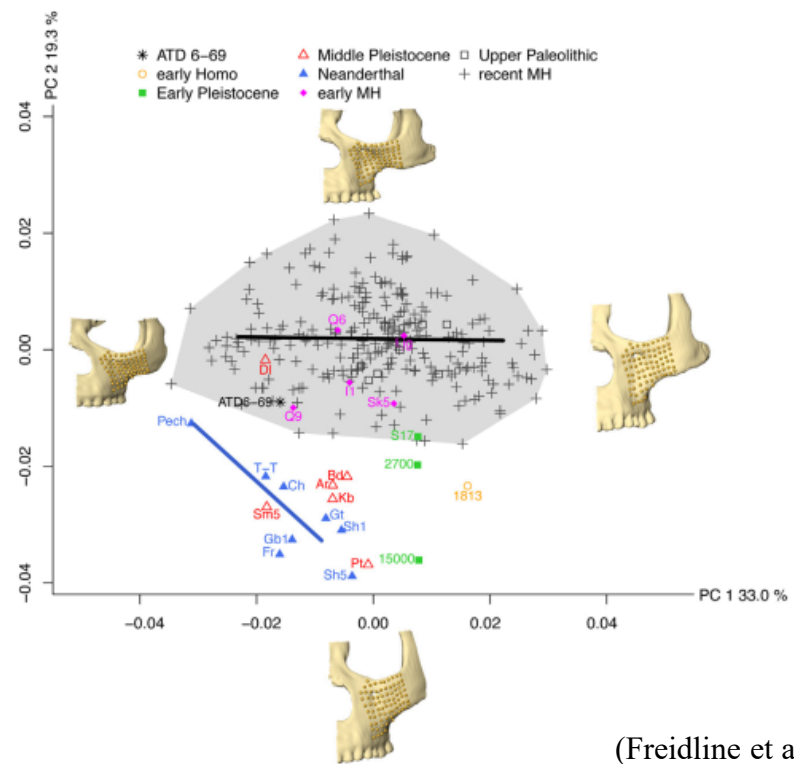 ATD 6−69
early Homo
Early Pleistocene
Middle Pleistocene
Neanderthal
early MH
Upper Paleolithic
recent MH
PC 2 19.3 %
0.04
0.02
0.00
−0.02
−0.04
Q6
DI
ATD6−69
I1
Q9
Sk5
Pech
S17
2700
T−T
Ch
Bd
Ar
Kb
1813
Sm5
Gt
Sh1
Gb1
Fr
Pt
15000
Sh5
PC 1 33.0 %
−0.04
−0.02
0.00
0.02
0.04
(Freidline et a